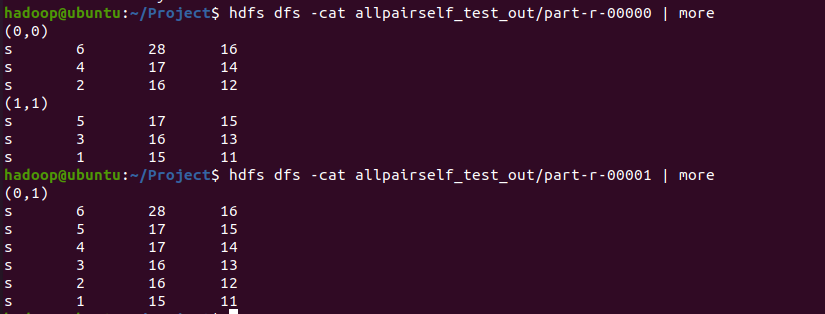 hadoop@ubuntu:~/Project$ hdfs dfs -cat allpairself_test_out/part-r-00000 | more
(0,0)
s 6 28 16
s 4 17 14
s 2 16 12
(1,1)
s 5 17 15
s 3 16 13
s 1 15 11
hadoop@ubuntu:~/Project$ hdfs dfs -cat allpairself_test_out/part-r-00001 | more
(0,1)
s 6 28 16
s 5 17 15
s 4 17 14
s 3 16 13
s 2 16 12
s 1 15 11